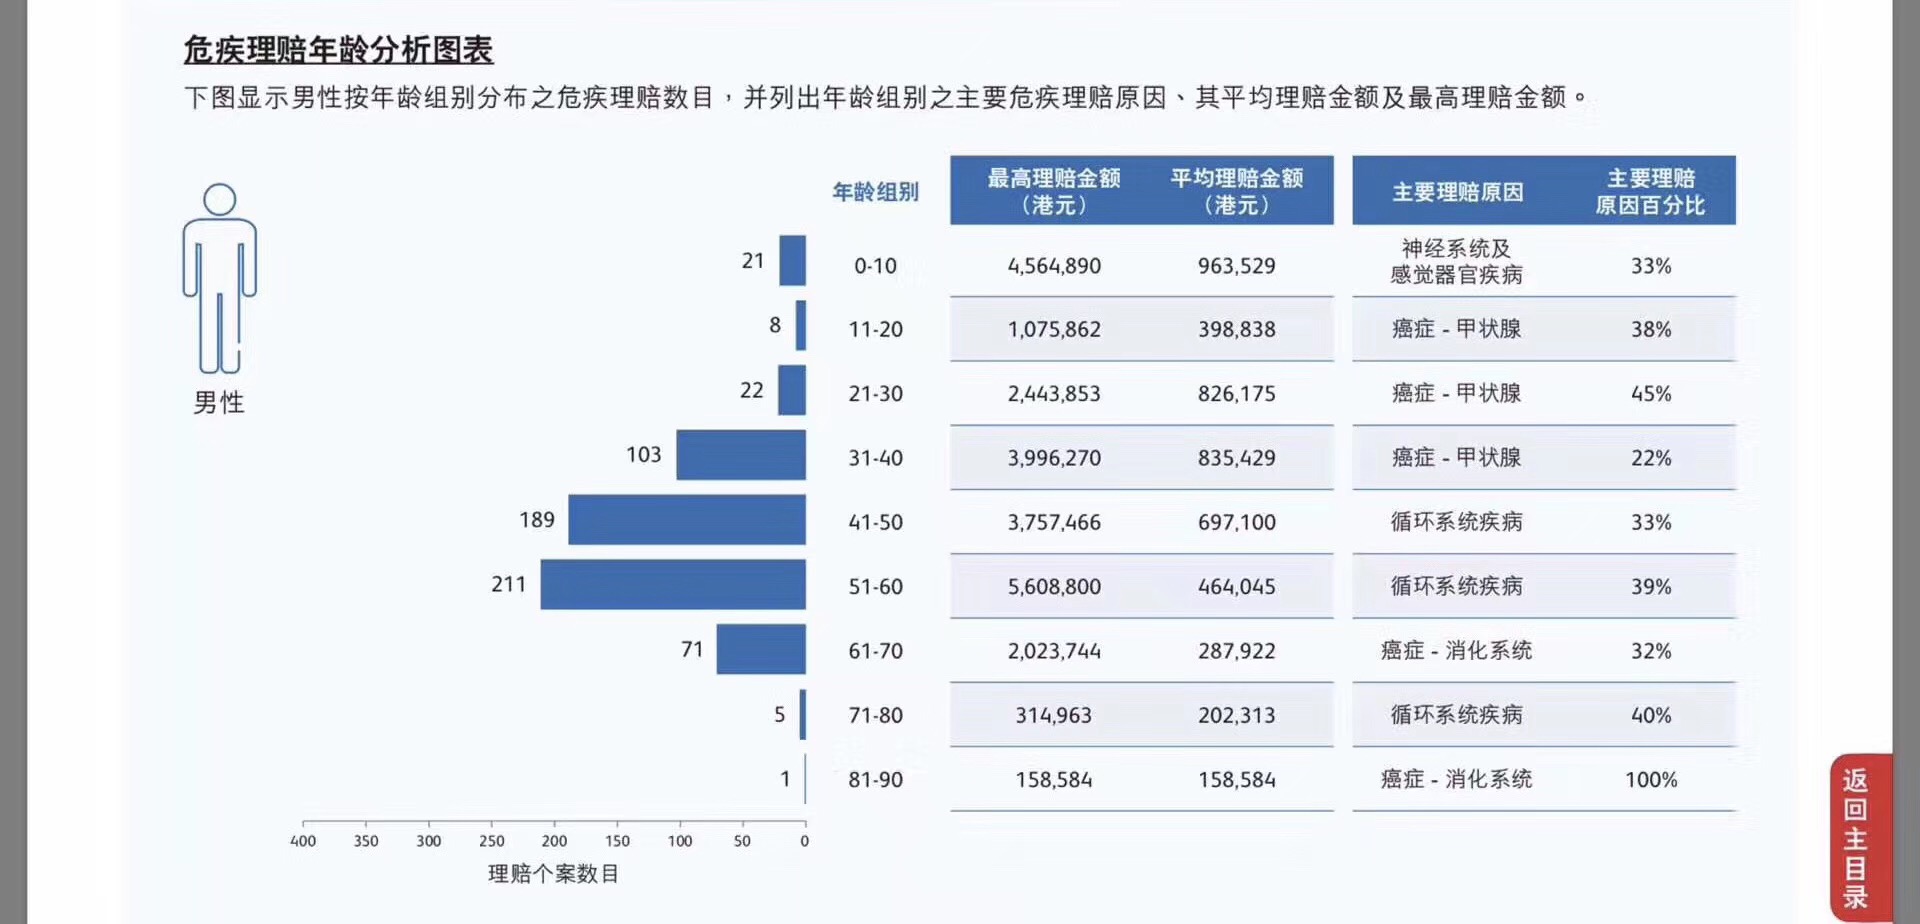 危疾理赔年龄分析图表
下图显示男性按年龄组别分布之危疾理赔数目，并列出年龄组别之主要危疾理赔原因、其平均理赔金额及最高理赔金额。
男性
年龄组别 最高理赔金额（港元） 平均理赔金额（港元） 主要理赔原因 主要理赔原因百分比
21 0-10 4,564,890 963,529 神经系统及感觉器官疾病 33%
8 11-20 1,075,862 398,838 癌症 - 甲状腺 38%
22 21-30 2,443,853 826,175 癌症 - 甲状腺 45%
103 31-40 3,996,270 835,429 癌症 - 甲状腺 22%
189 41-50 3,757,466 697,100 循环系统疾病 33%
211 51-60 5,608,800 464,045 循环系统疾病 39%
71 61-70 2,023,744 287,922 癌症 - 消化系统 32%
5 71-80 314,963 202,313 循环系统疾病 40%
1 81-90 158,584 158,584 癌症 - 消化系统 100%
400 350 300 250 200 150 100 50 0
理赔个案数目
返回主目录